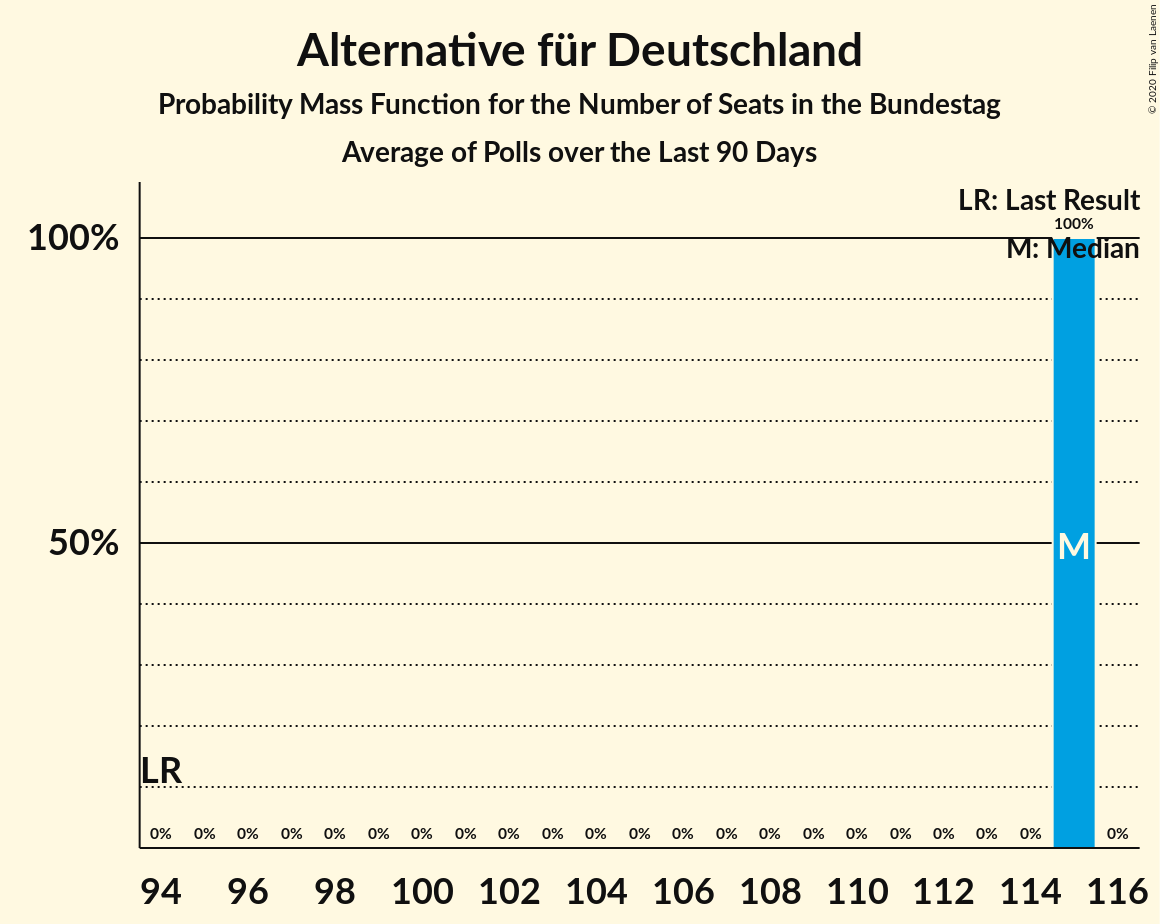 Alternative für Deutschland
Probability Mass Function for the Number of Seats in the Bundestag
Average of Polls over the Last 90 Days
© 2020 Filip van Laenen
LR: Last Result
100%
M: Median
100%
50%
M
LR
0% 0% 0% 0% 0% 0% 0% 0% 0% 0% 0% 0% 0% 0% 0% 0% 0% 0% 0% 0% 0% 0%
94 96 98 100 102 104 106 108 110 112 114 116